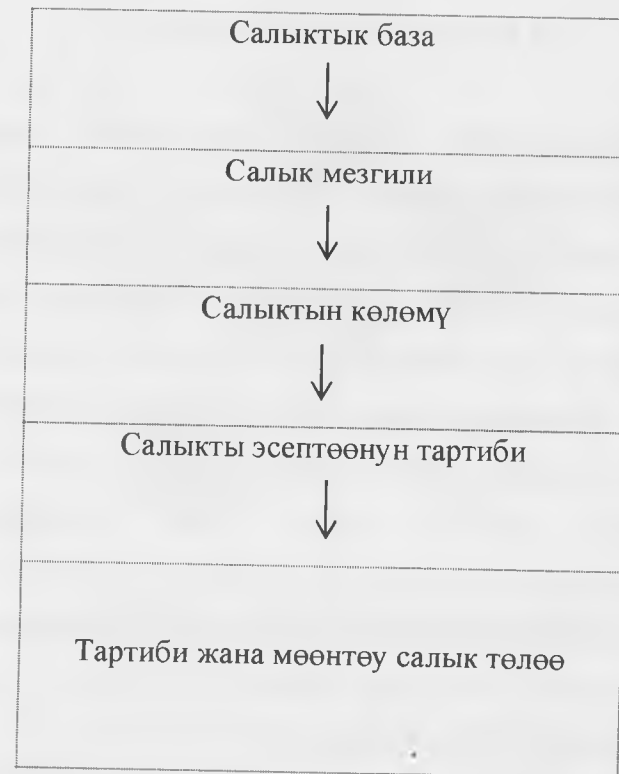 Салыктык база
Салык мезгили
Салыктын көлөмү
Салыкты эсептөөнун тартиби
Тартиби жана мөөнтөу салык төлөө